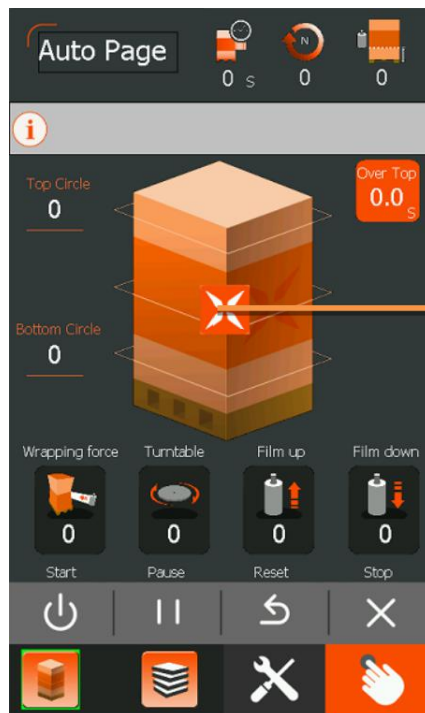 Auto Page
0 s
N
0
0
i
Top Circle
0
Over Top
0.0
s
Bottom Circle
0
Wrapping force
Turntable
Film up
Film down
0
0
0
0
Start
Pause
Reset
Stop